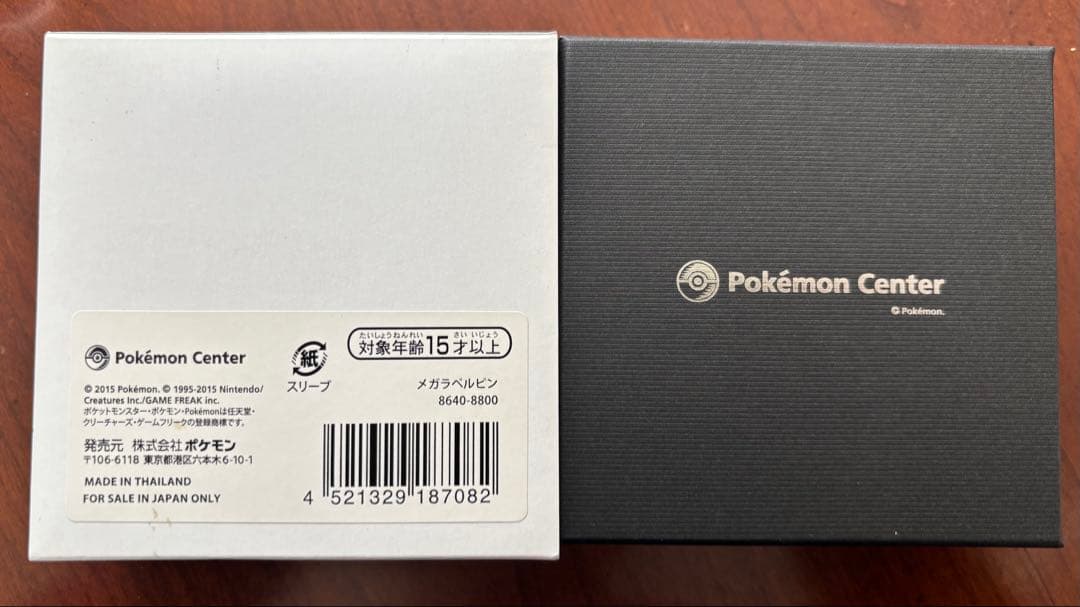 Pokémon Center
紙
スリーブ
たいしょうねんれい さい いじょう
対象年齢15才以上
© 2015 Pokémon. © 1995-2015 Nintendo/
Creatures Inc./GAME FREAK inc.
ポケットモンスター・ポケモン・Pokémonは任天堂・
クリーチャーズ・ゲームフリークの登録商標です。
メガラペルピン
8640-8800
発売元 株式会社ポケモン
〒106-6118 東京都港区六本木6-10-1
MADE IN THAILAND
FOR SALE IN JAPAN ONLY
4 521329 187082
Pokémon Center
© Pokémon.